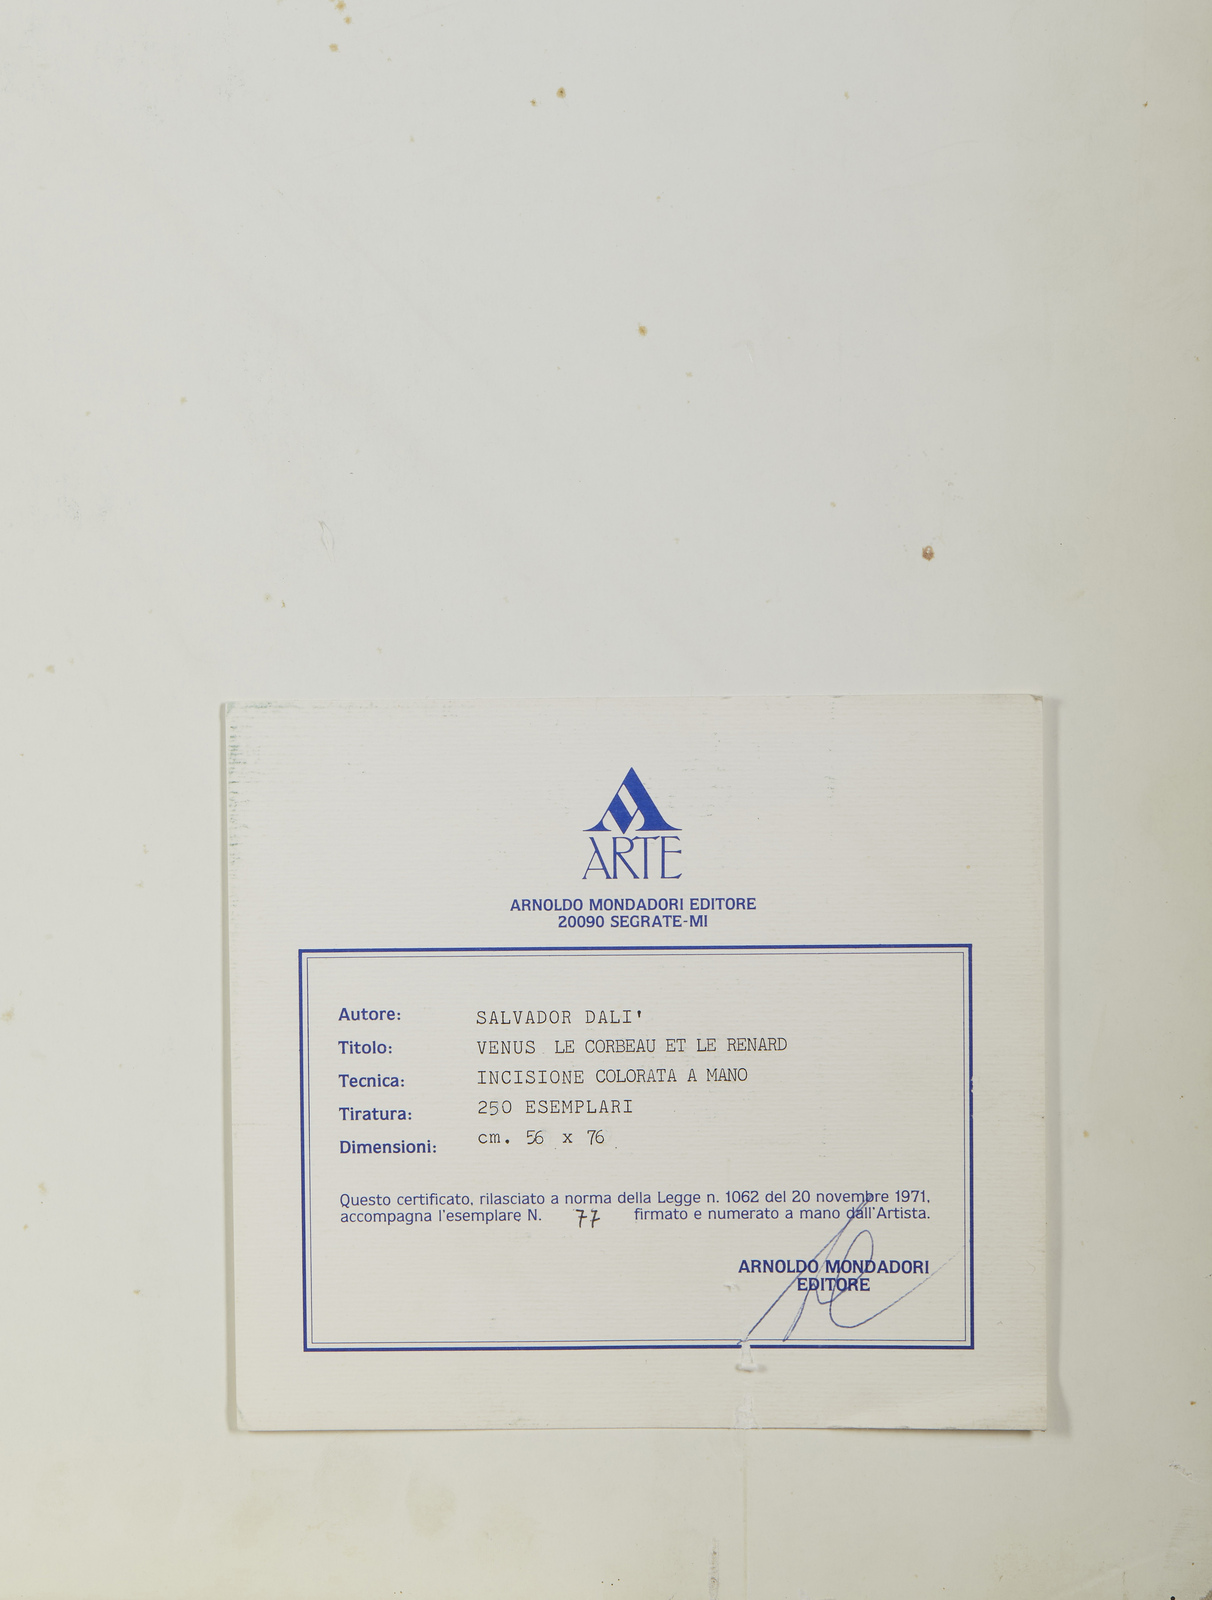 ARTE
ARNOLDO MONDADORI EDITORE
20090 SEGRATE-MI
Autore: SALVADOR DALI'
Titolo: VENUS LE CORBEAU ET LE RENARD
Tecnica: INCISIONE COLORATA A MANO
Tiratura: 250 ESEMPLARI
Dimensioni: cm. 56 x 76
Questo certificato, rilasciato a norma della Legge n. 1062 del 20 novembre 1971,
accompagna l'esemplare N. 77 firmato e numerato a mano dall'Artista.
ARNOLDO MONDADORI
EDITORE